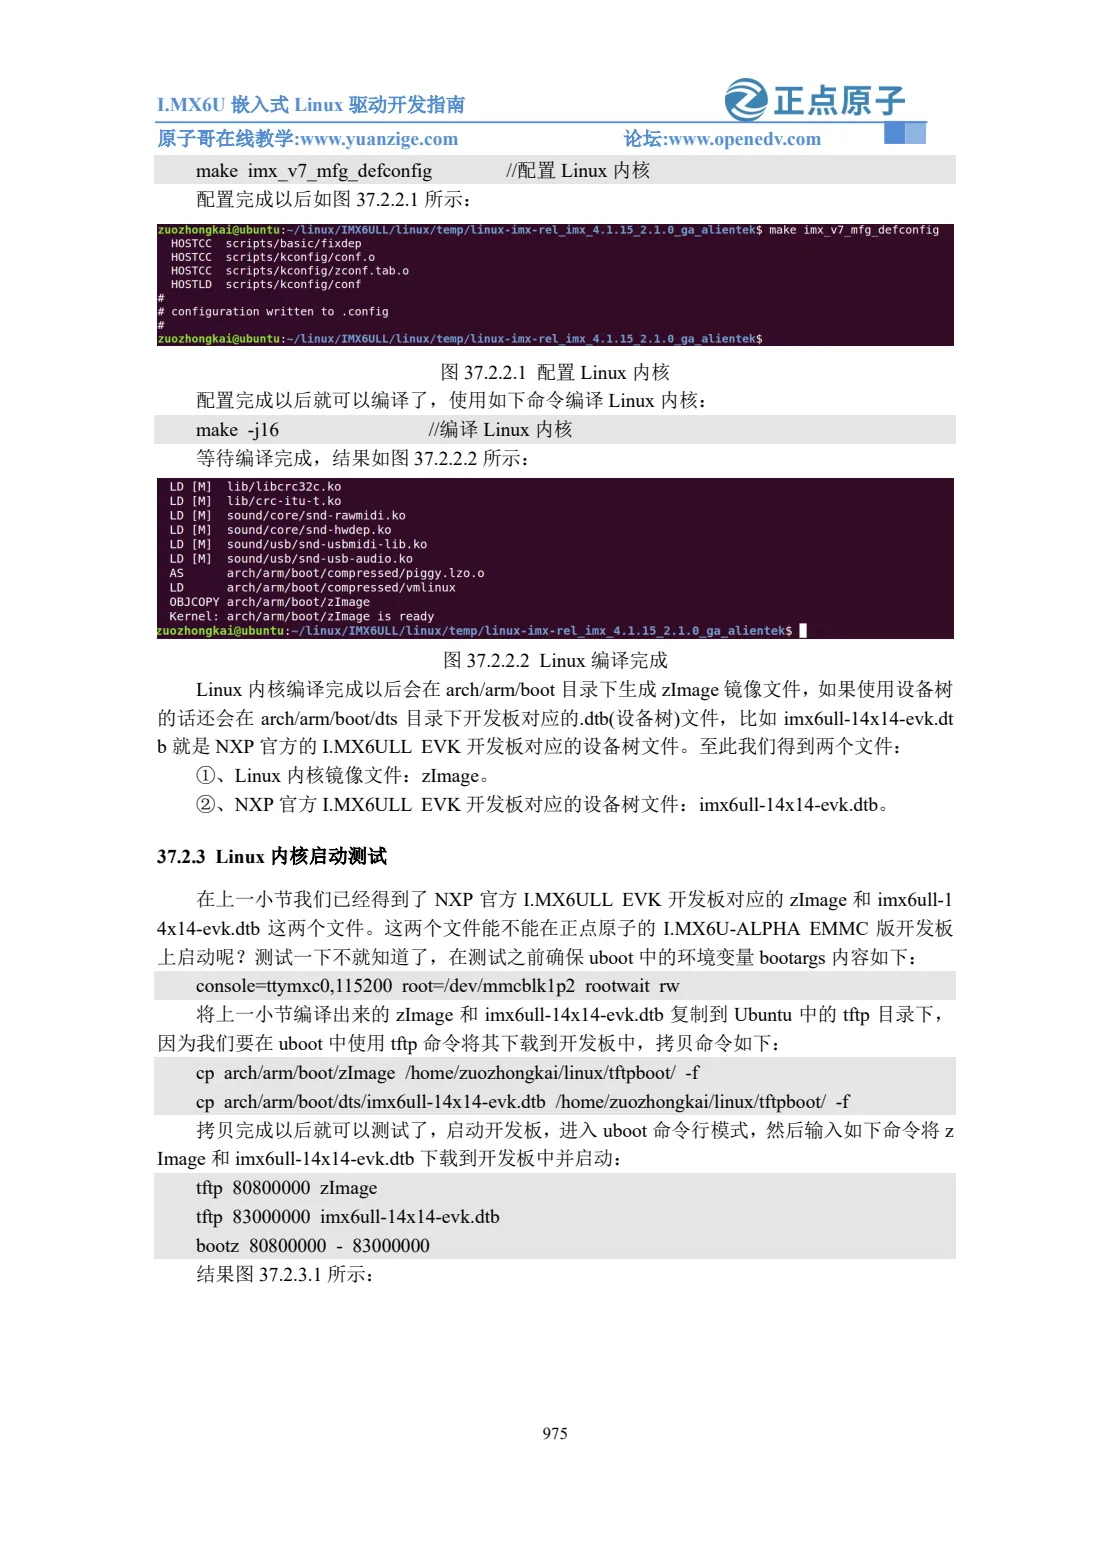 I.MX6U 嵌入式 Linux 驱动开发指南
正点原子
原子哥在线教学:www.yuanzige.com 论坛:www.openedv.com
make imx_v7_mfg_defconfig //配置 Linux 内核
配置完成以后如图 37.2.2.1 所示：
zuozhongkai@ubuntu:~/linux/IMX6ULL/linux/temp/linux-imx-rel_imx_4.1.15_2.1.0_ga_alientek$ make imx_v7_mfg_defconfig
HOSTCC scripts/basic/fixdep
HOSTCC scripts/kconfig/conf.o
HOSTCC scripts/kconfig/zconf.tab.o
HOSTLD scripts/kconfig/conf
#
# configuration written to .config
#
zuozhongkai@ubuntu:~/linux/IMX6ULL/linux/temp/linux-imx-rel_imx_4.1.15_2.1.0_ga_alientek$
图 37.2.2.1 配置 Linux 内核
配置完成以后就可以编译了，使用如下命令编译 Linux 内核：
make -j16 //编译 Linux 内核
等待编译完成，结果如图 37.2.2.2 所示：
LD [M] lib/libcrc32c.ko
LD [M] lib/crc-itu-t.ko
LD [M] sound/core/snd-rawmidi.ko
LD [M] sound/core/snd-hwdep.ko
LD [M] sound/usb/snd-usbmidi-lib.ko
LD [M] sound/usb/snd-usb-audio.ko
AS arch/arm/boot/compressed/piggy.lzo.o
LD arch/arm/boot/compressed/vmlinux
OBJCOPY arch/arm/boot/zImage
Kernel: arch/arm/boot/zImage is ready
zuozhongkai@ubuntu:~/linux/IMX6ULL/linux/temp/linux-imx-rel_imx_4.1.15_2.1.0_ga_alientek$
图 37.2.2.2 Linux 编译完成
Linux 内核编译完成以后会在 arch/arm/boot 目录下生成 zImage 镜像文件，如果使用设备树
的话还会在 arch/arm/boot/dts 目录下开发板对应的.dtb(设备树)文件，比如 imx6ull-14x14-evk.dt
b 就是 NXP 官方的 I.MX6ULL EVK 开发板对应的设备树文件。至此我们得到两个文件：
①、Linux 内核镜像文件：zImage。
②、NXP 官方 I.MX6ULL EVK 开发板对应的设备树文件：imx6ull-14x14-evk.dtb。
37.2.3 Linux 内核启动测试
在上一小节我们已经得到了 NXP 官方 I.MX6ULL EVK 开发板对应的 zImage 和 imx6ull-1
4x14-evk.dtb 这两个文件。这两个文件能不能在正点原子的 I.MX6U-ALPHA EMMC 版开发板
上启动呢？测试一下不就知道了，在测试之前确保 uboot 中的环境变量 bootargs 内容如下：
console=ttymxc0,115200 root=/dev/mmcblk1p2 rootwait rw
将上一小节编译出来的 zImage 和 imx6ull-14x14-evk.dtb 复制到 Ubuntu 中的 tftp 目录下，
因为我们要在 uboot 中使用 tftp 命令将其下载到开发板中，拷贝命令如下：
cp arch/arm/boot/zImage /home/zuozhongkai/linux/tftpboot/ -f
cp arch/arm/boot/dts/imx6ull-14x14-evk.dtb /home/zuozhongkai/linux/tftpboot/ -f
拷贝完成以后就可以测试了，启动开发板，进入 uboot 命令行模式，然后输入如下命令将 z
Image 和 imx6ull-14x14-evk.dtb 下载到开发板中并启动：
tftp 80800000 zImage
tftp 83000000 imx6ull-14x14-evk.dtb
bootz 80800000 - 83000000
结果图 37.2.3.1 所示：
975